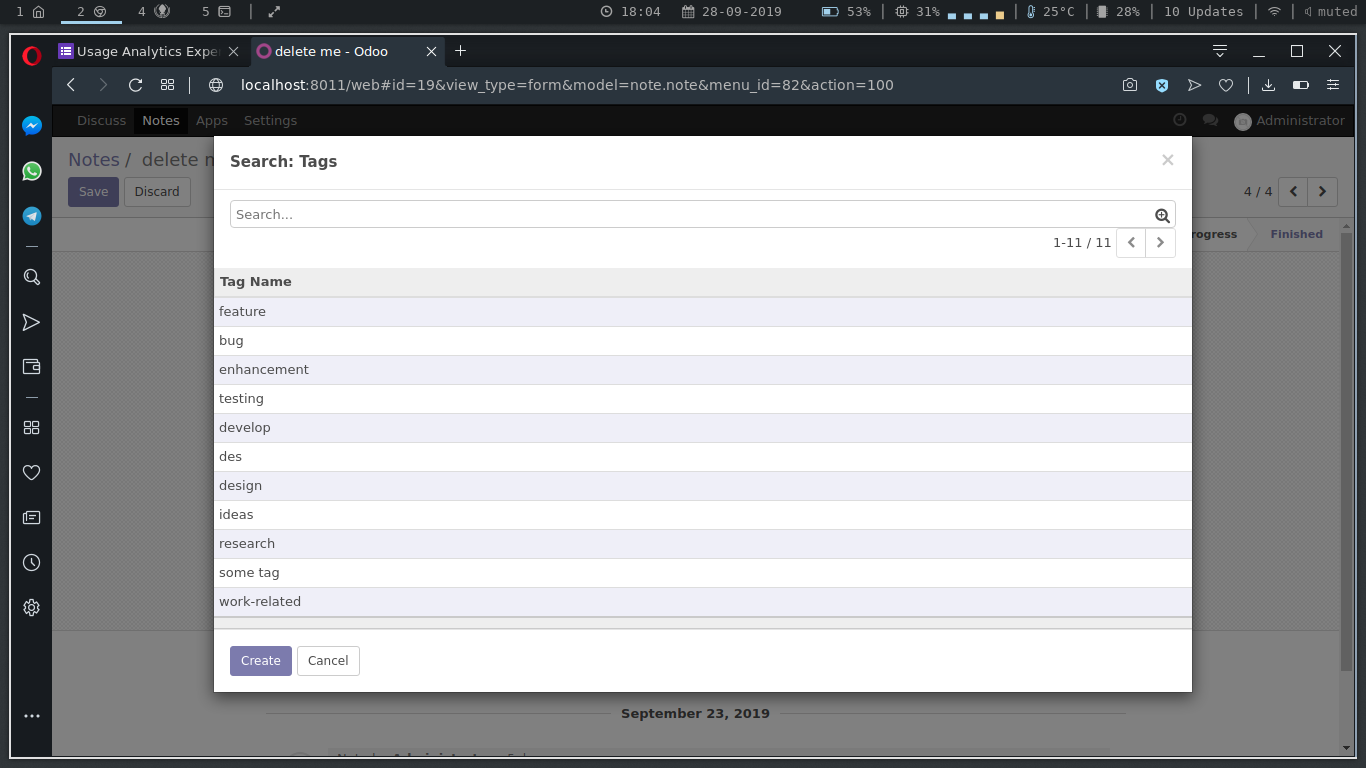 1 2 4 5 18:04 28-09-2019 53% 31% 25°C 28% 10 Updates muted
Usage Analytics Expe delete me - Odoo
localhost:8011/web#id=19&view_type=form&model=note.note&menu_id=82&action=100
Discuss Notes Apps Settings Administrator
Notes / delete m
Save Discard 4 / 4
rogress Finished
Search: Tags
Search...
1-11 / 11
Tag Name
feature
bug
enhancement
testing
develop
des
design
ideas
research
some tag
work-related
Create Cancel
September 23, 2019